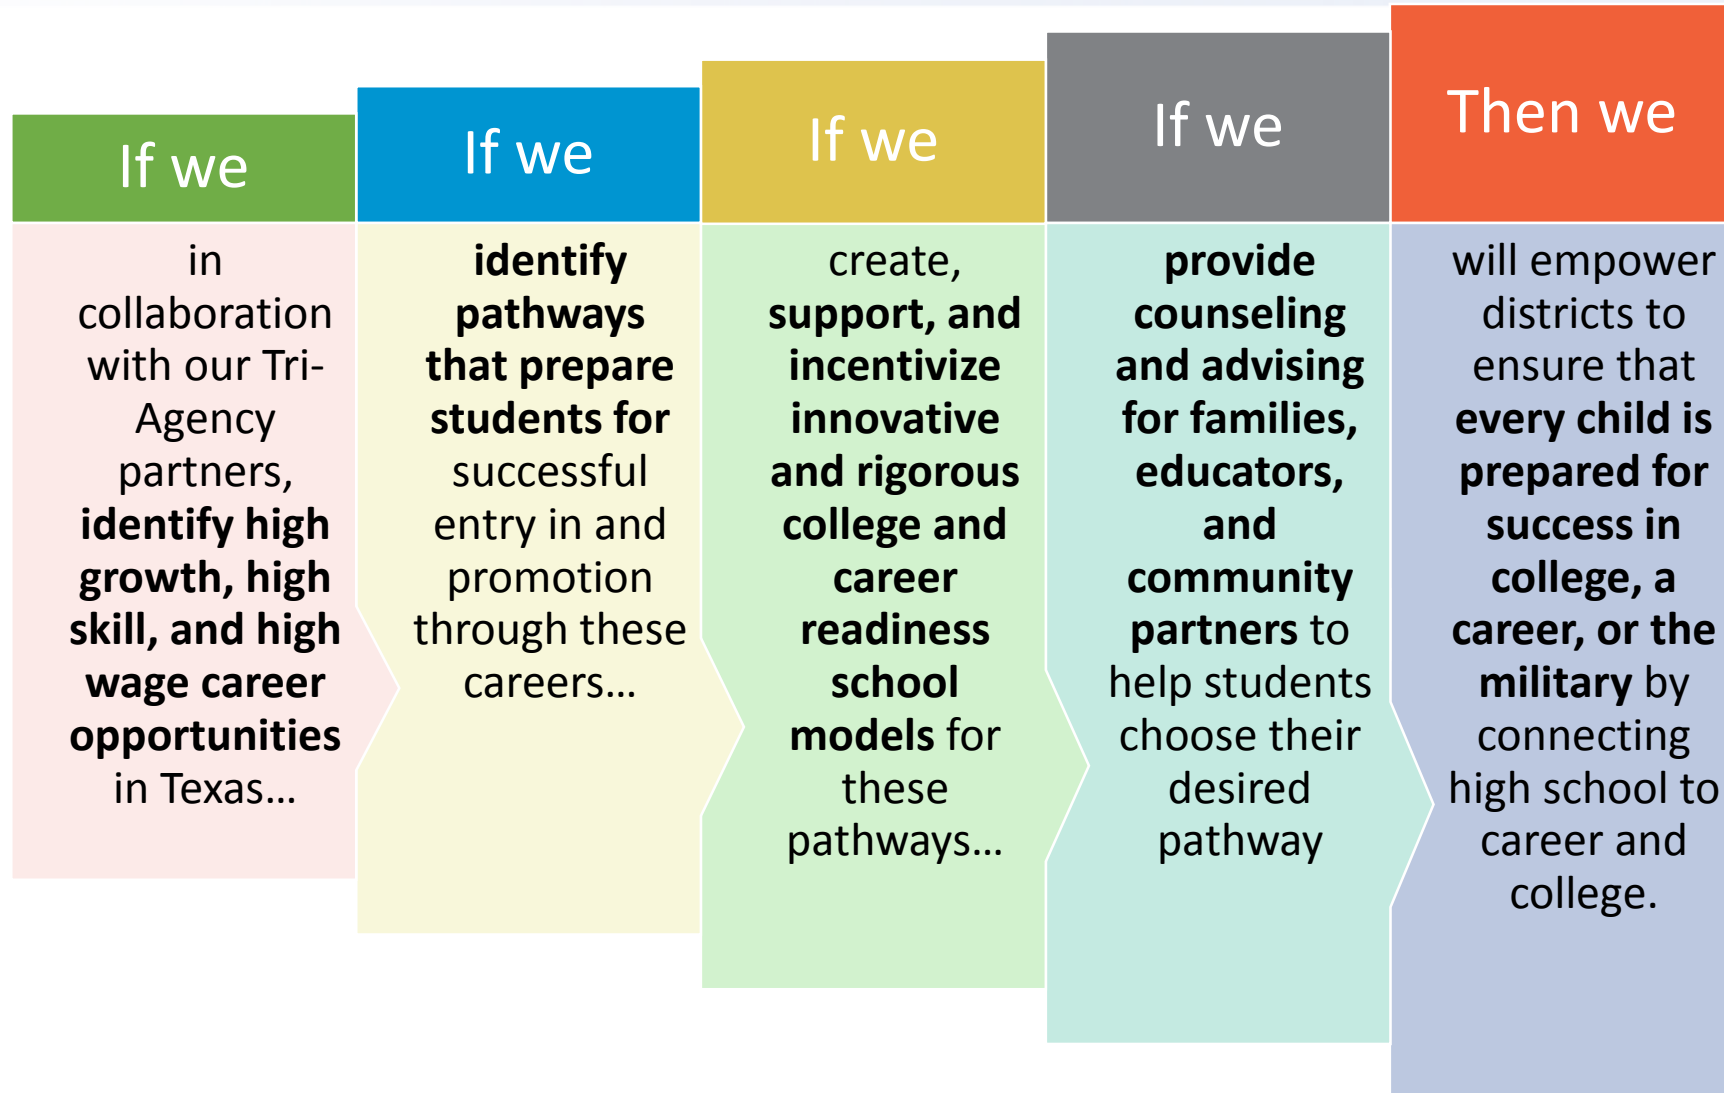 If we
in
collaboration
with our Tri-
Agency
partners,
identify high
growth, high
skill, and high
wage career
opportunities
in Texas…
If we
identify
pathways
that prepare
students for
successful
entry in and
promotion
through these
careers…
If we
create,
support, and
incentivize
innovative
and rigorous
college and
career
readiness
school
models for
these
pathways…
If we
provide
counseling
and advising
for families,
educators,
and
community
partners to
help students
choose their
desired
pathway
Then we
will empower
districts to
ensure that
every child is
prepared for
success in
college, a
career, or the
military by
connecting
high school to
career and
college.